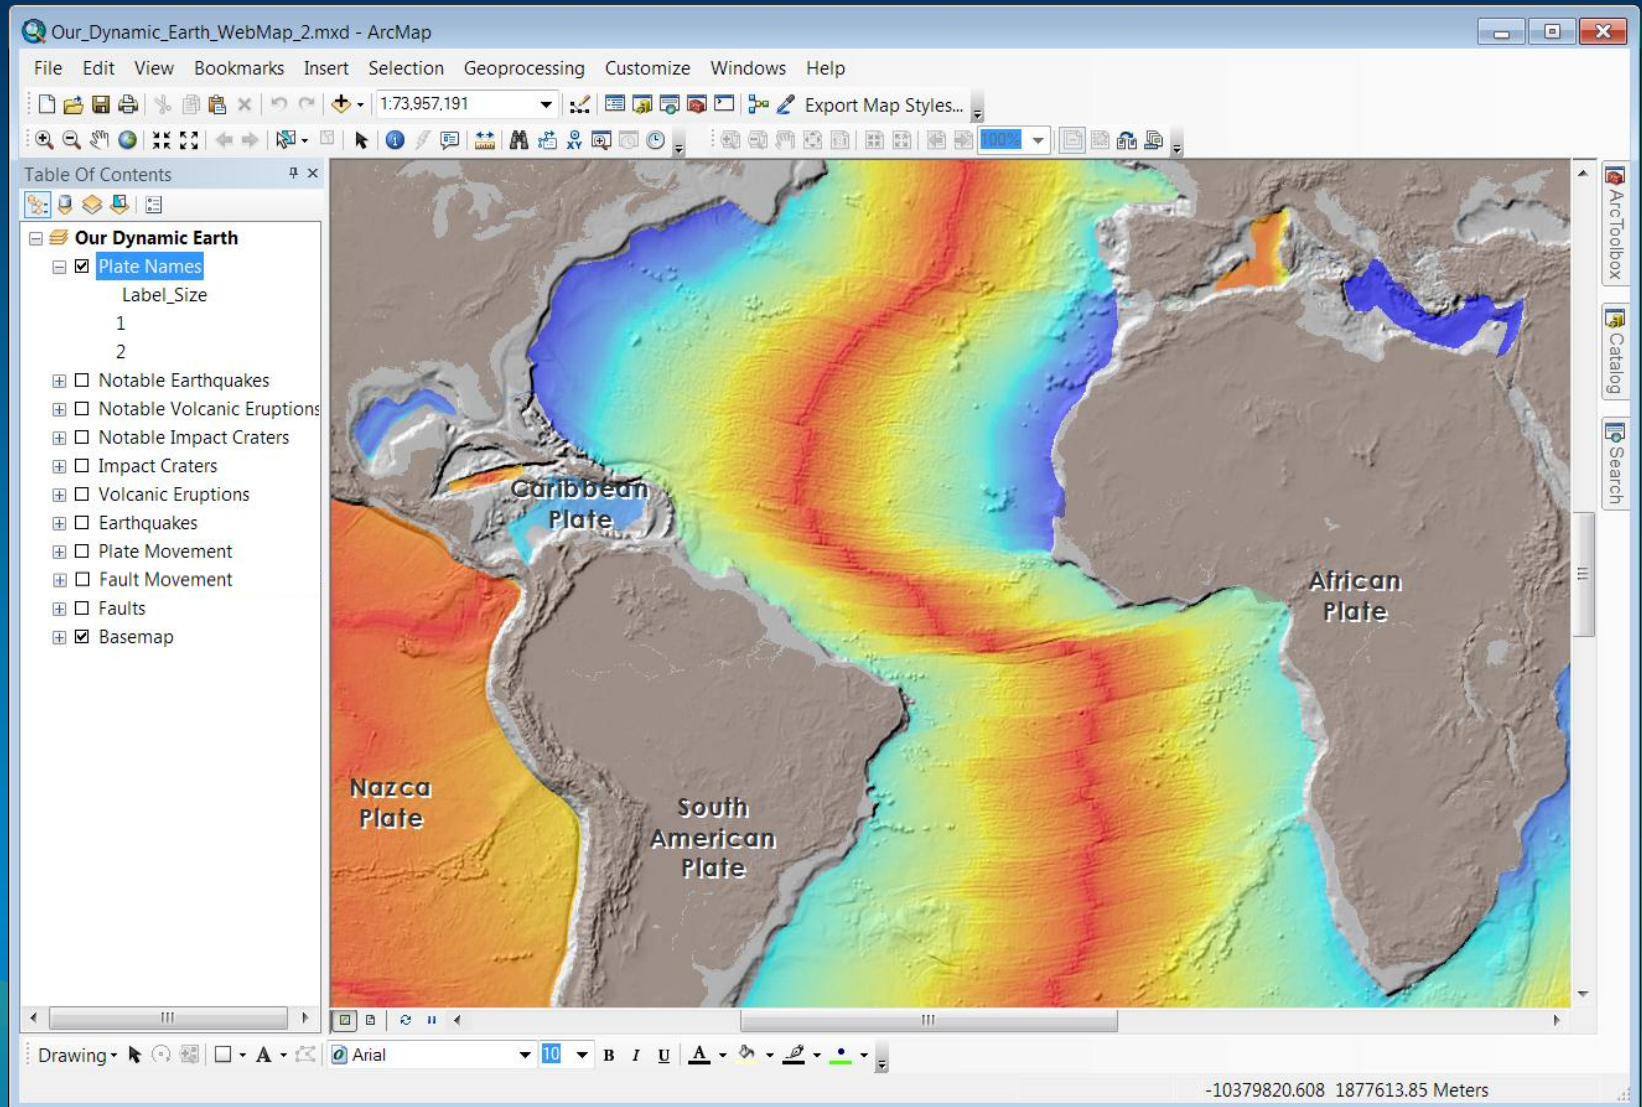 Our_Dynamic_Earth_WebMap_2.mxd - ArcMap
File Edit View Bookmarks Insert Selection Geoprocessing Customize Windows Help
1:73,957,191 Export Map Styles...
100%
Table Of Contents
Our Dynamic Earth
Plate Names
Label_Size
1
2
Notable Earthquakes
Notable Volcanic Eruptions
Notable Impact Craters
Impact Craters
Volcanic Eruptions
Earthquakes
Plate Movement
Fault Movement
Faults
Basemap
Caribbean
Plate
African
Plate
Nazca
Plate
South
American
Plate
ArcToolbox
Catalog
Search
Drawing A Arial 10 B I U A
-10379820.608 1877613.85 Meters